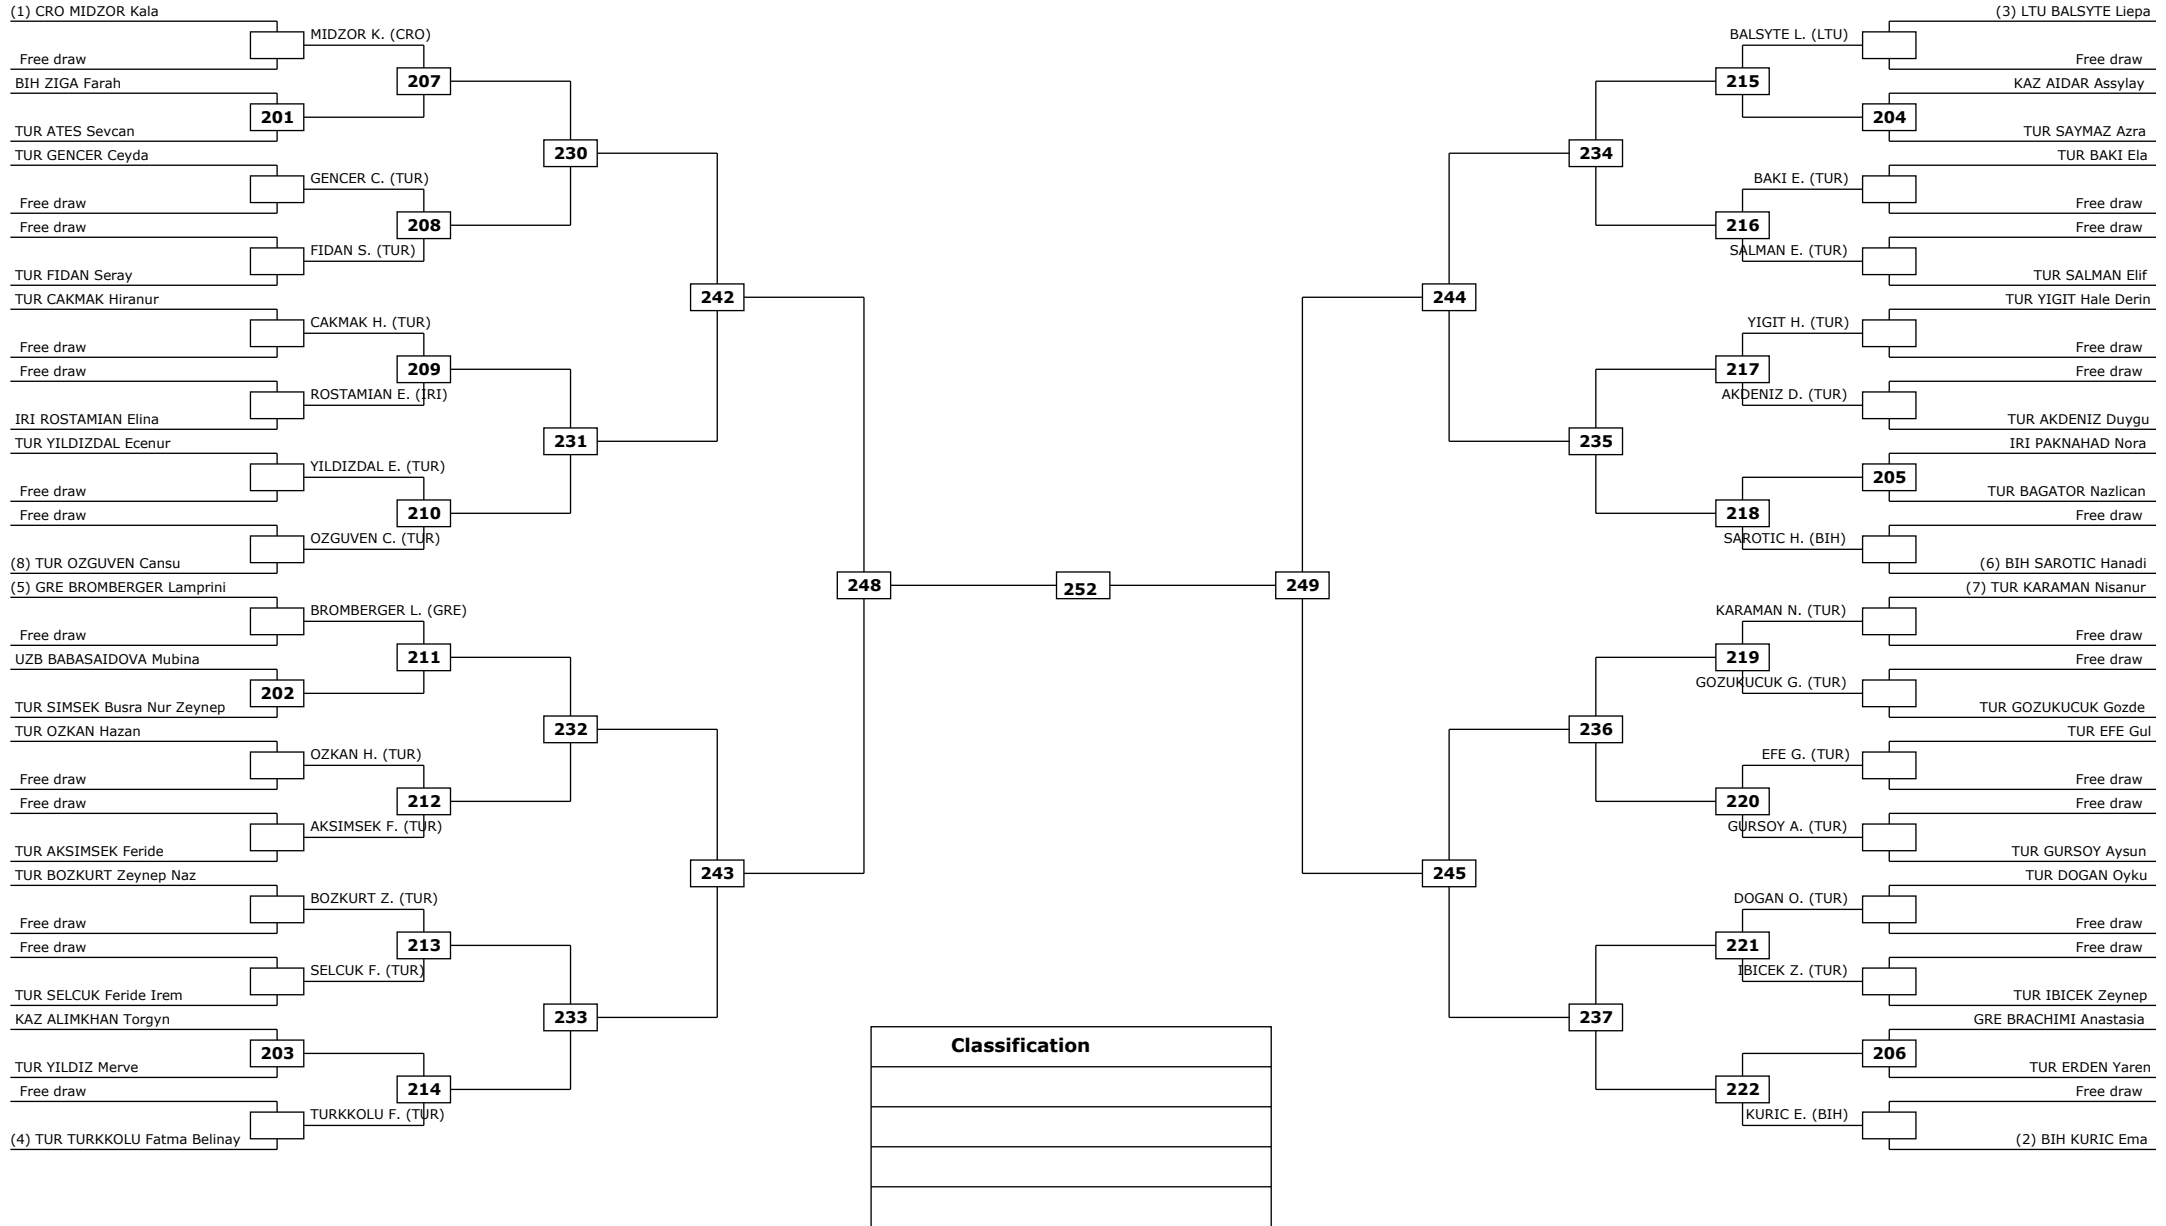 (1) CRO MIDZOR Kala
MIDZOR K. (CRO)
Free draw
207
BIH ZIGA Farah
201
TUR ATES Sevcan
230
TUR GENCER Ceyda
GENCER C. (TUR)
Free draw
208
Free draw
FIDAN S. (TUR)
TUR FIDAN Seray
242
TUR CAKMAK Hiranur
CAKMAK H. (TUR)
Free draw
209
Free draw
ROSTAMIAN E. (IRI)
IRI ROSTAMIAN Elina
231
TUR YILDIZDAL Ecenur
YILDIZDAL E. (TUR)
Free draw
210
Free draw
OZGUVEN C. (TUR)
(8) TUR OZGUVEN Cansu
248
252
249
(5) GRE BROMBERGER Lamprini
BROMBERGER L. (GRE)
Free draw
211
UZB BABASAIDOVA Mubina
202
TUR SIMSEK Busra Nur Zeynep
232
TUR OZKAN Hazan
OZKAN H. (TUR)
Free draw
212
Free draw
AKSIMSEK F. (TUR)
TUR AKSIMSEK Feride
243
TUR BOZKURT Zeynep Naz
BOZKURT Z. (TUR)
Free draw
213
Free draw
SELCUK F. (TUR)
TUR SELCUK Feride Irem
233
KAZ ALIMKHAN Torgyn
203
TUR YILDIZ Merve
214
Free draw
TURKKOLU F. (TUR)
(4) TUR TURKKOLU Fatma Belinay
(3) LTU BALSYTE Liepa
BALSYTE L. (LTU)
Free draw
215
KAZ AIDAR Assylay
204
TUR SAYMAZ Azra
234
TUR BAKI Ela
BAKI E. (TUR)
Free draw
216
Free draw
SALMAN E. (TUR)
TUR SALMAN Elif
244
TUR YIGIT Hale Derin
YIGIT H. (TUR)
Free draw
217
Free draw
AKDENIZ D. (TUR)
TUR AKDENIZ Duygu
235
IRI PAKNAHAD Nora
205
TUR BAGATOR Nazlican
218
Free draw
SAROTIC H. (BIH)
(6) BIH SAROTIC Hanadi
(7) TUR KARAMAN Nisanur
KARAMAN N. (TUR)
Free draw
219
Free draw
GOZUKUCUK G. (TUR)
TUR GOZUKUCUK Gozde
236
TUR EFE Gul
EFE G. (TUR)
Free draw
220
Free draw
GURSOY A. (TUR)
TUR GURSOY Aysun
245
TUR DOGAN Oyku
DOGAN O. (TUR)
Free draw
221
Free draw
IBICEK Z. (TUR)
TUR IBICEK Zeynep
237
GRE BRACHIMI Anastasia
206
TUR ERDEN Yaren
222
Free draw
KURIC E. (BIH)
(2) BIH KURIC Ema
Classification